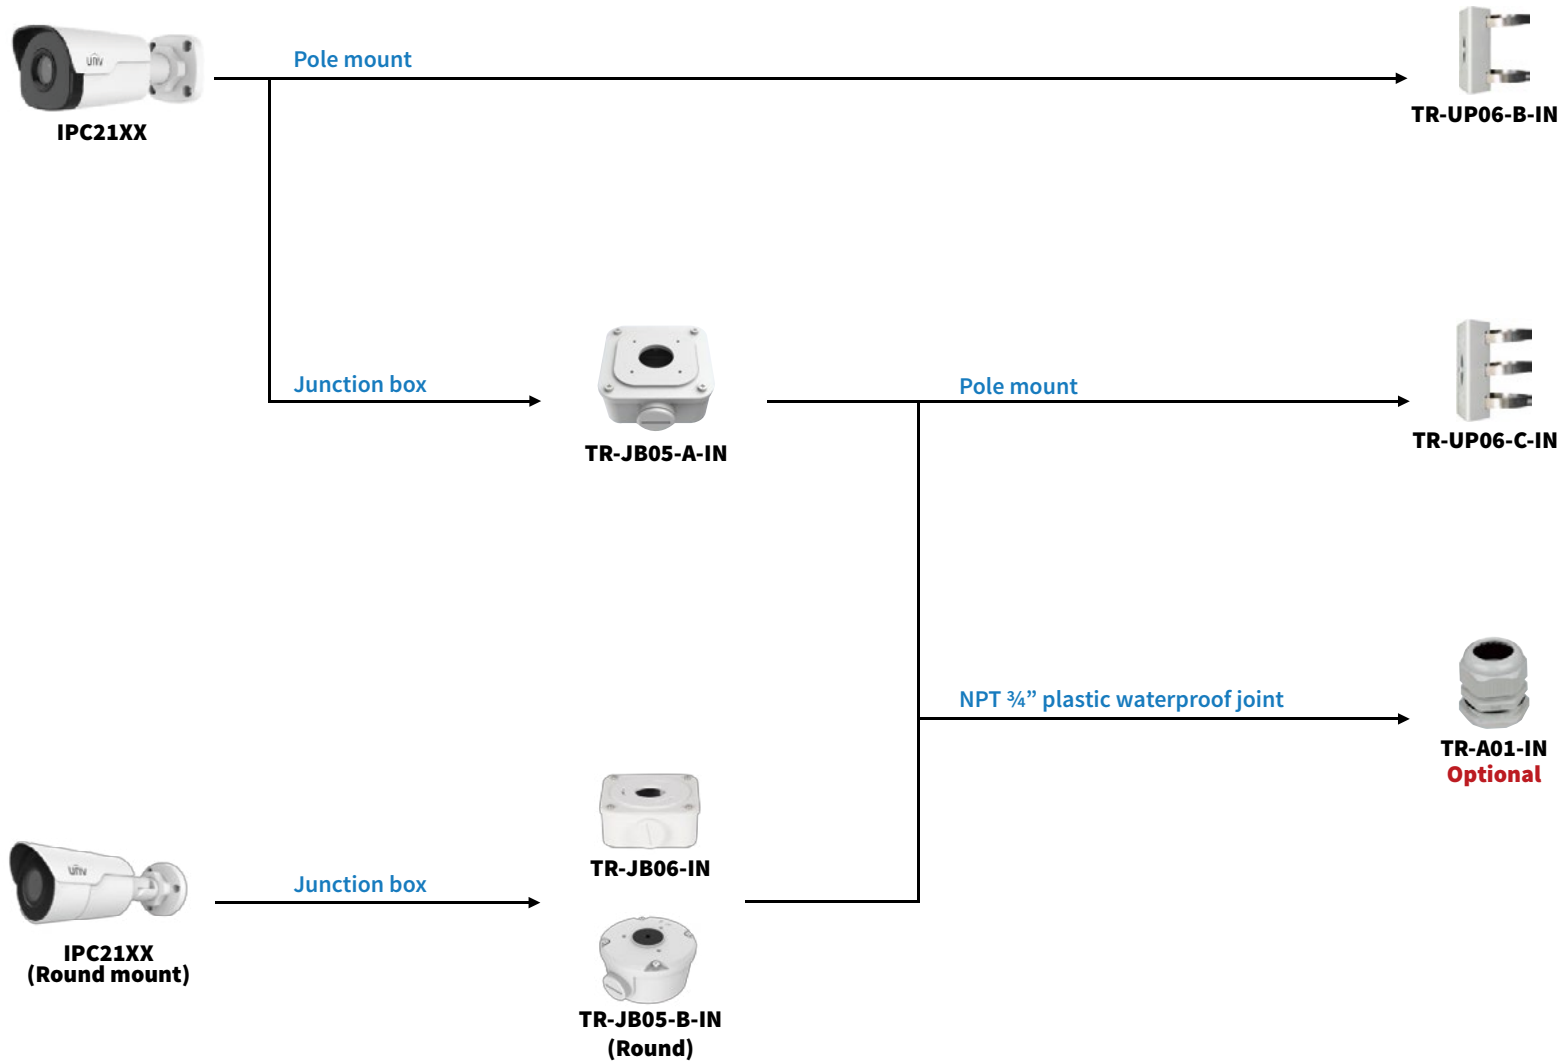 unv
Pole mount
IPC21XX
TR-UP06-B-IN
Junction box
TR-JB05-A-IN
Pole mount
TR-UP06-C-IN
NPT ¾” plastic waterproof joint
TR-A01-IN
Optional
TR-JB06-IN
unv
Junction box
IPC21XX
(Round mount)
TR-JB05-B-IN
(Round)